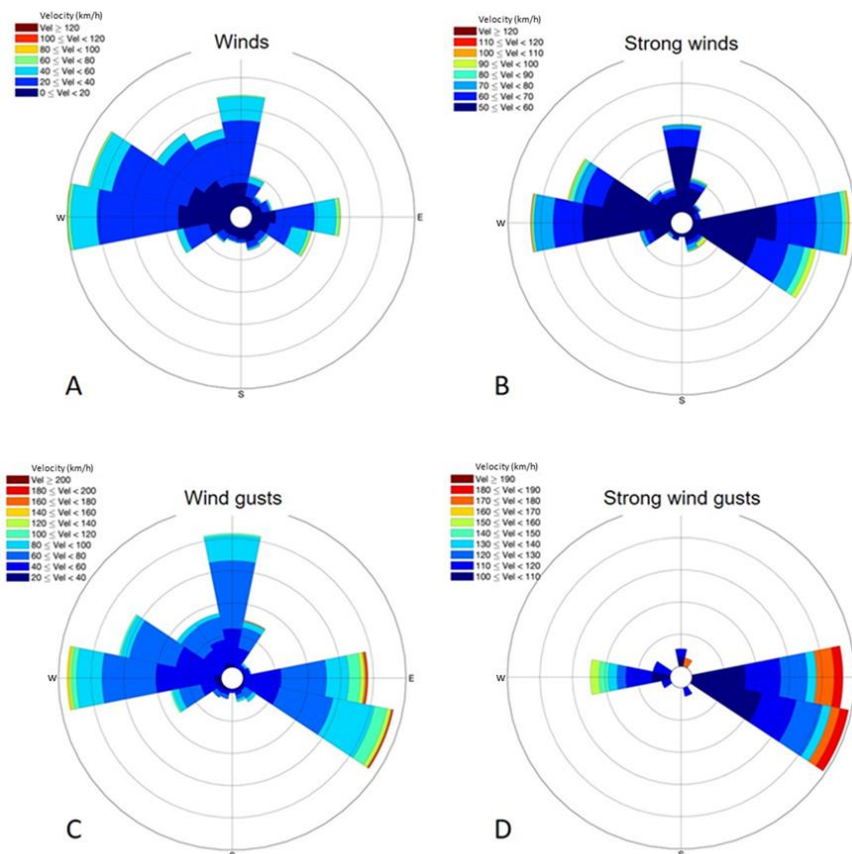 Velocity (km/h)
Vel ≥ 120
100 ≤ Vel < 120
80 ≤ Vel < 100
60 ≤ Vel < 80
40 ≤ Vel < 60
20 ≤ Vel < 40
0 ≤ Vel < 20
Winds
W
E
S
A
Velocity (km/h)
Vel ≥ 120
110 ≤ Vel < 120
100 ≤ Vel < 110
90 ≤ Vel < 100
80 ≤ Vel < 90
70 ≤ Vel < 80
60 ≤ Vel < 70
50 ≤ Vel < 60
Strong winds
W
S
B
Velocity (km/h)
Vel ≥ 200
180 ≤ Vel < 200
160 ≤ Vel < 180
140 ≤ Vel < 160
120 ≤ Vel < 140
100 ≤ Vel < 120
80 ≤ Vel < 100
60 ≤ Vel < 80
40 ≤ Vel < 60
20 ≤ Vel < 40
Wind gusts
W
E
C
Velocity (km/h)
Vel ≥ 190
180 ≤ Vel < 190
170 ≤ Vel < 180
160 ≤ Vel < 170
150 ≤ Vel < 160
140 ≤ Vel < 150
130 ≤ Vel < 140
120 ≤ Vel < 130
110 ≤ Vel < 120
100 ≤ Vel < 110
Strong wind gusts
W
D